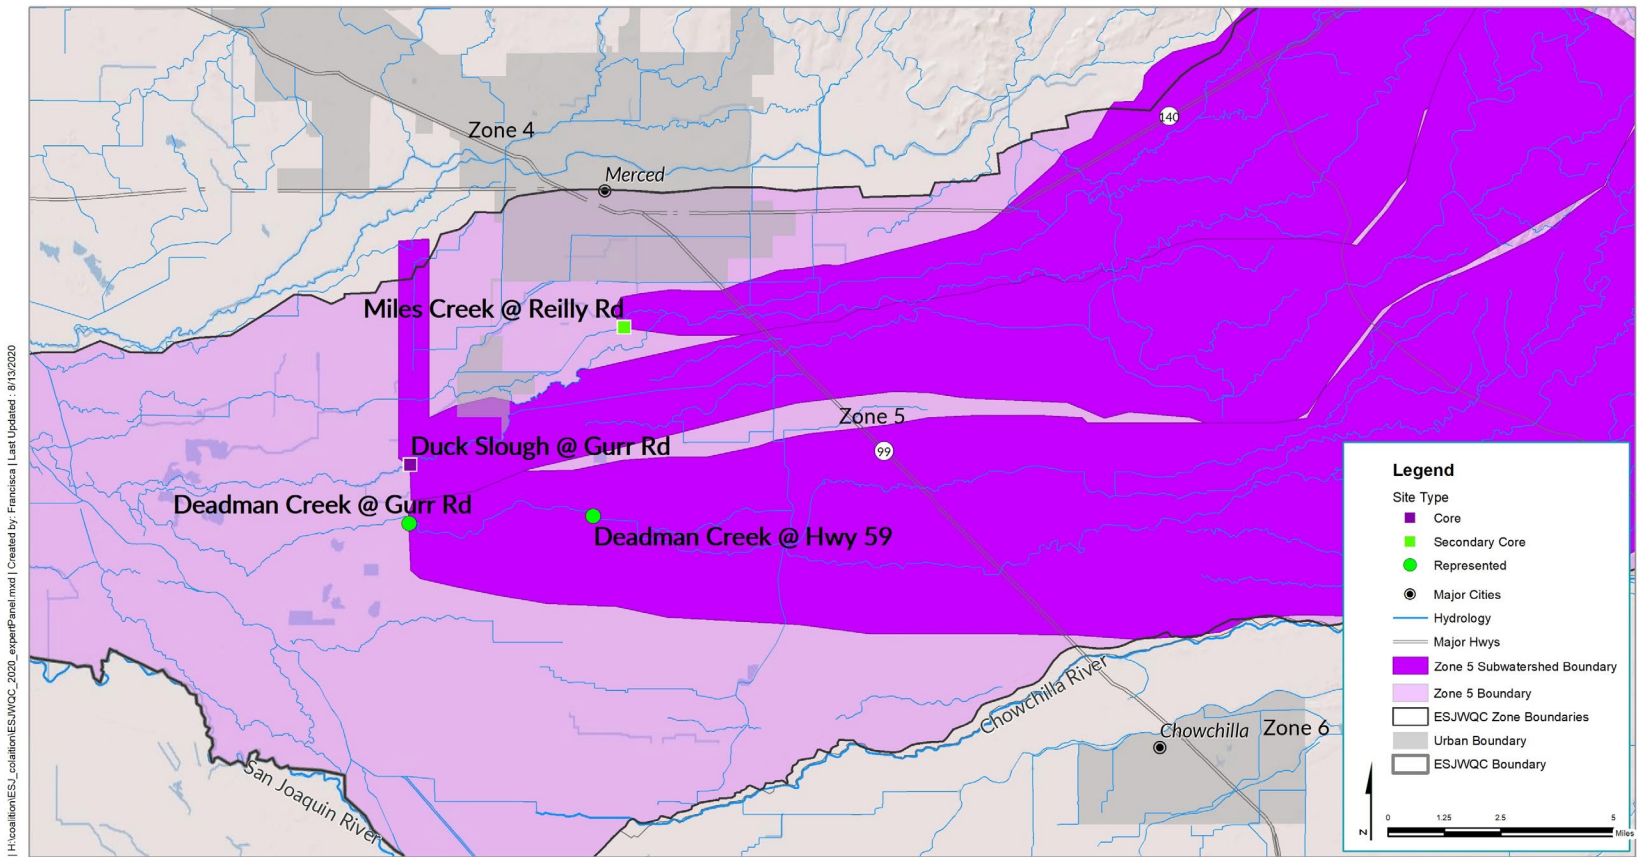 Zone 4
140
Merced
Miles Creek @ Reilly Rd
Zone 5
Duck Slough @ Gurr Rd
99
Deadman Creek @ Gurr Rd
Deadman Creek @ Hwy 59
Chowchilla River
Chowchilla
Zone 6
San Joaquin River
Legend
Site Type
Core
Secondary Core
Represented
Major Cities
Hydrology
Major Hwys
Zone 5 Subwatershed Boundary
Zone 5 Boundary
ESJWQC Zone Boundaries
Urban Boundary
ESJWQC Boundary
N
0 1.25 2.5 5
Miles
| H:\coalition\ESJ_colaition\ESJWQC_2020_expertPanel.mxd | Created by: Francisca | Last Updated : 8/13/2020